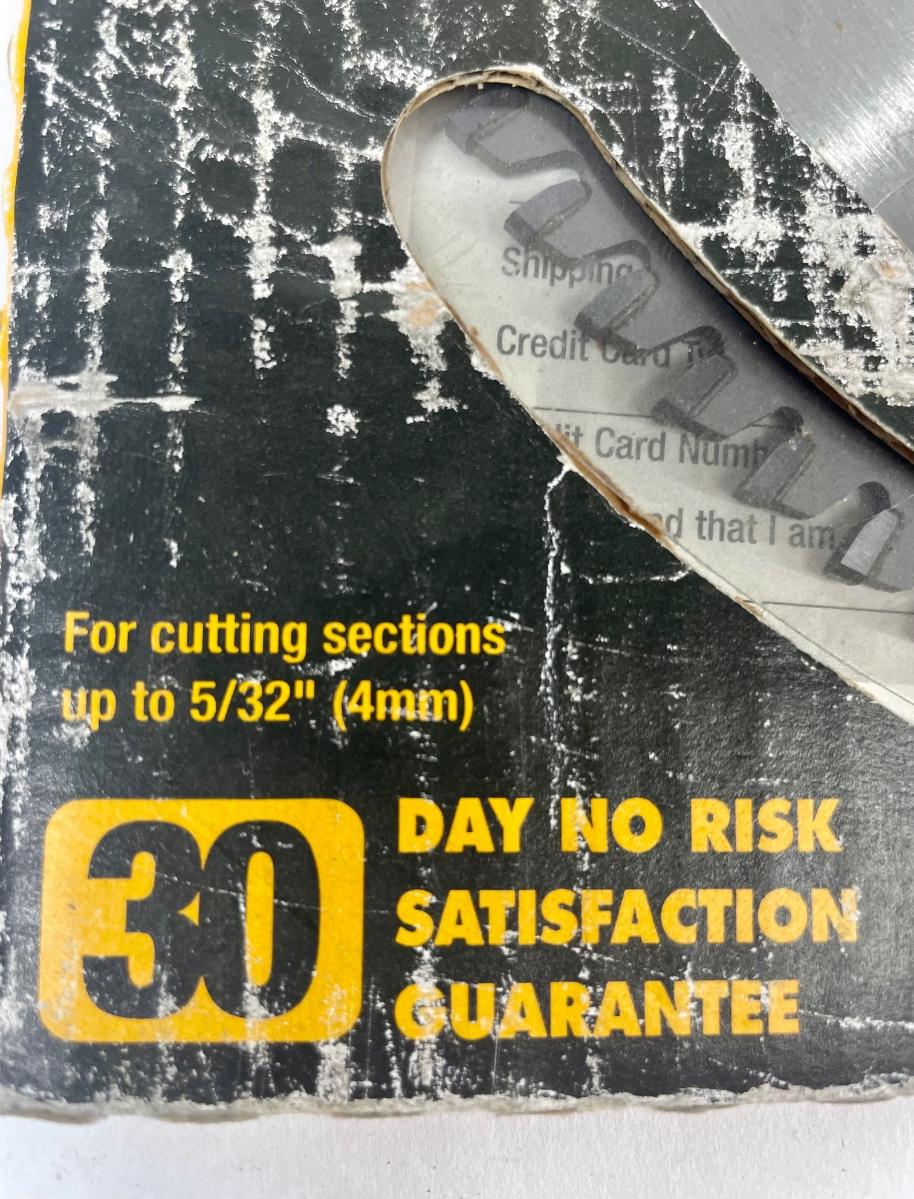 Shipping
Credit Card
Card
that I am
For cutting sections
up to 5/32" (4mm)
30
DAY NO RISK
SATISFACTION
GUARANTEE